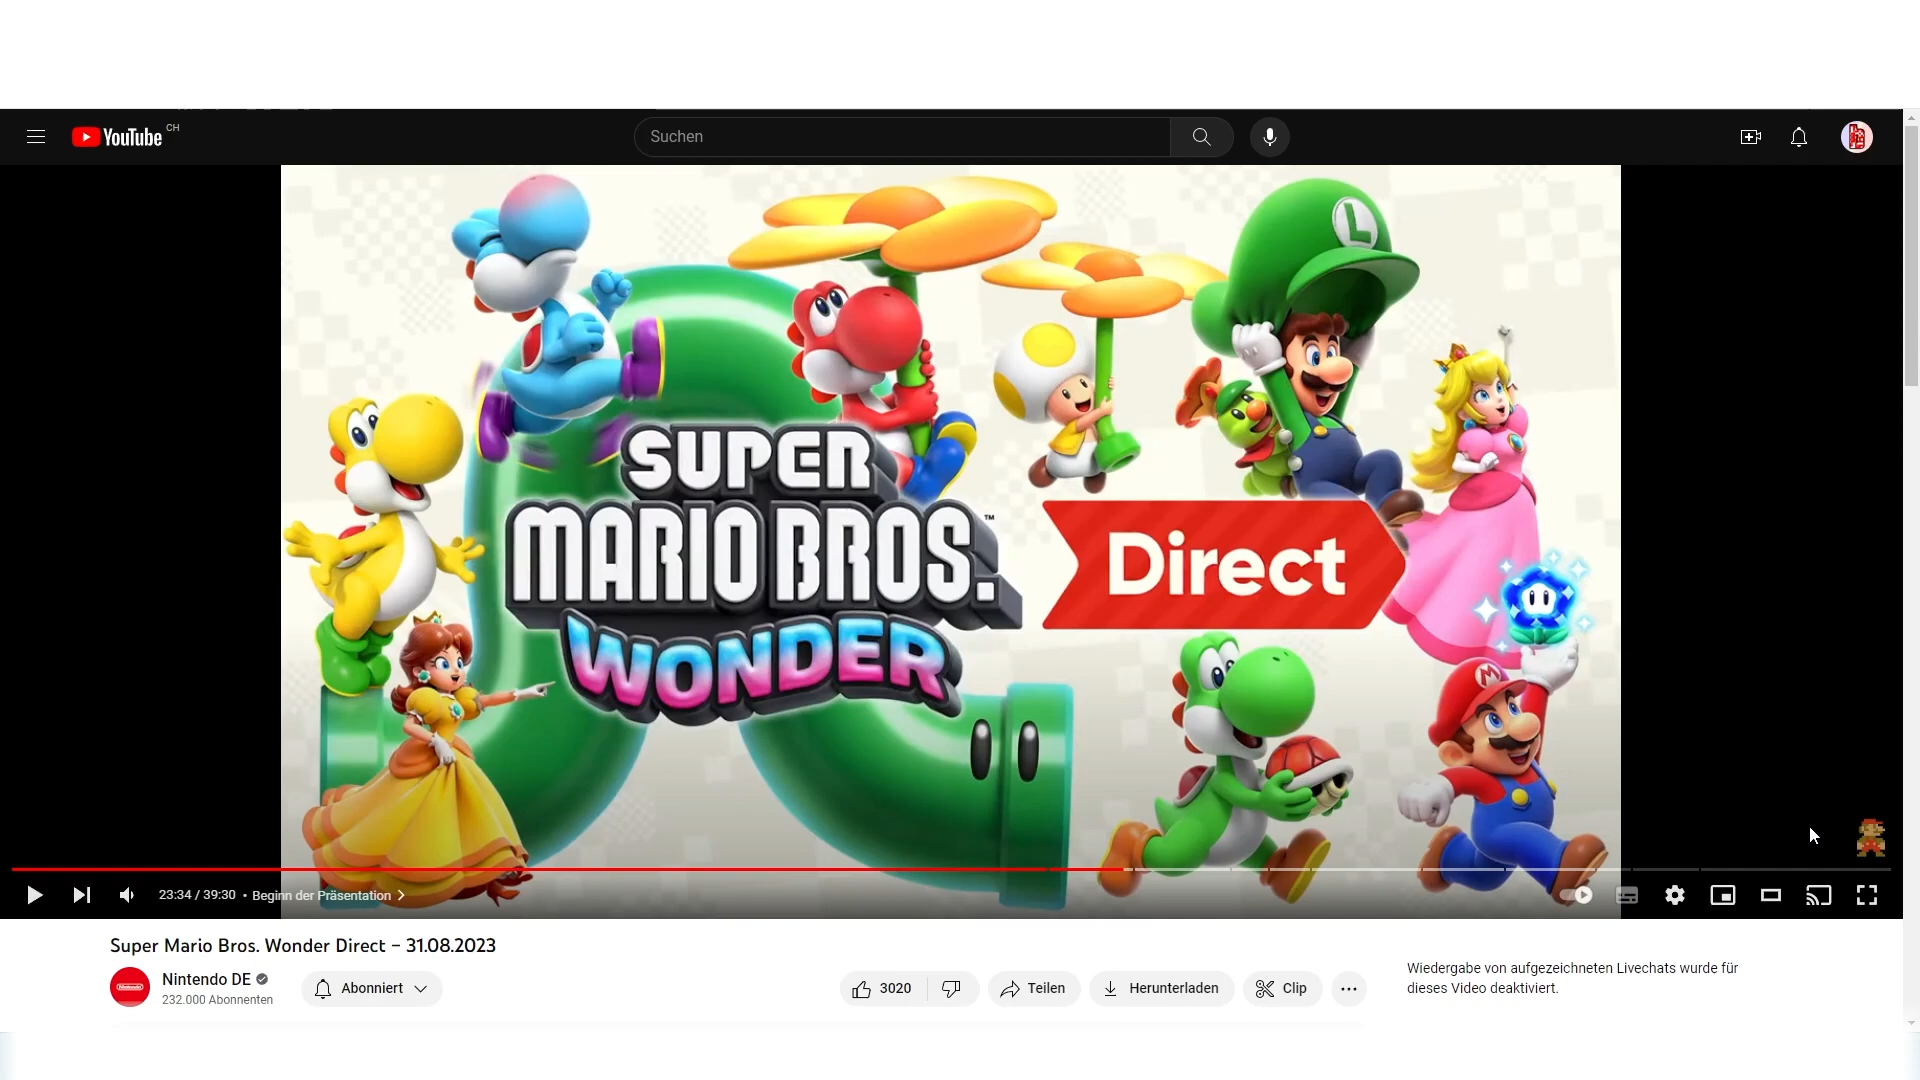 YouTube CH
Suchen
L
SUPER
MARIO BROS.™
WONDER
Direct
M
23:34 / 39:30 • Beginn der Präsentation
Super Mario Bros. Wonder Direct – 31.08.2023
Nintendo DE
232.000 Abonnenten
Abonniert
3020
Teilen
Herunterladen
Clip
Wiedergabe von aufgezeichneten Livechats wurde für
dieses Video deaktiviert.